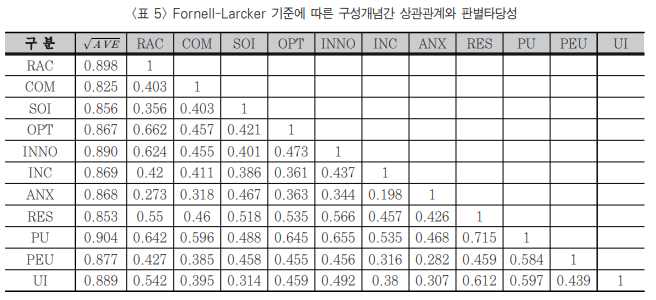 <표 5> Fornell-Larcker 기준에 따른 구성개념간 상관관계와 판별타당성
구 분 √AVE RAC COM SOI OPT INNO INC ANX RES PU PEU UI
RAC 0.898 1
COM 0.825 0.403 1
SOI 0.856 0.356 0.403 1
OPT 0.867 0.662 0.457 0.421 1
INNO 0.890 0.624 0.455 0.401 0.473 1
INC 0.869 0.42 0.411 0.386 0.361 0.437 1
ANX 0.868 0.273 0.318 0.467 0.363 0.344 0.198 1
RES 0.853 0.55 0.46 0.518 0.535 0.566 0.457 0.426 1
PU 0.904 0.642 0.596 0.488 0.645 0.655 0.535 0.468 0.715 1
PEU 0.877 0.427 0.385 0.458 0.455 0.456 0.316 0.282 0.459 0.584 1
UI 0.889 0.542 0.395 0.314 0.459 0.492 0.38 0.307 0.612 0.597 0.439 1